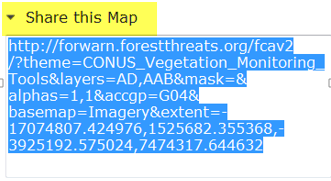 Share this Map
http://forwarn.forestthreats.org/fcav2
/?theme=CONUS_Vegetation_Monitoring_
Tools&layers=AD,AAB&mask=&
alphas=1,1&accgp=G04&
basemap=Imagery&extent=-
17074807.424976,1525682.355368,-
3925192.575024,7474317.644632